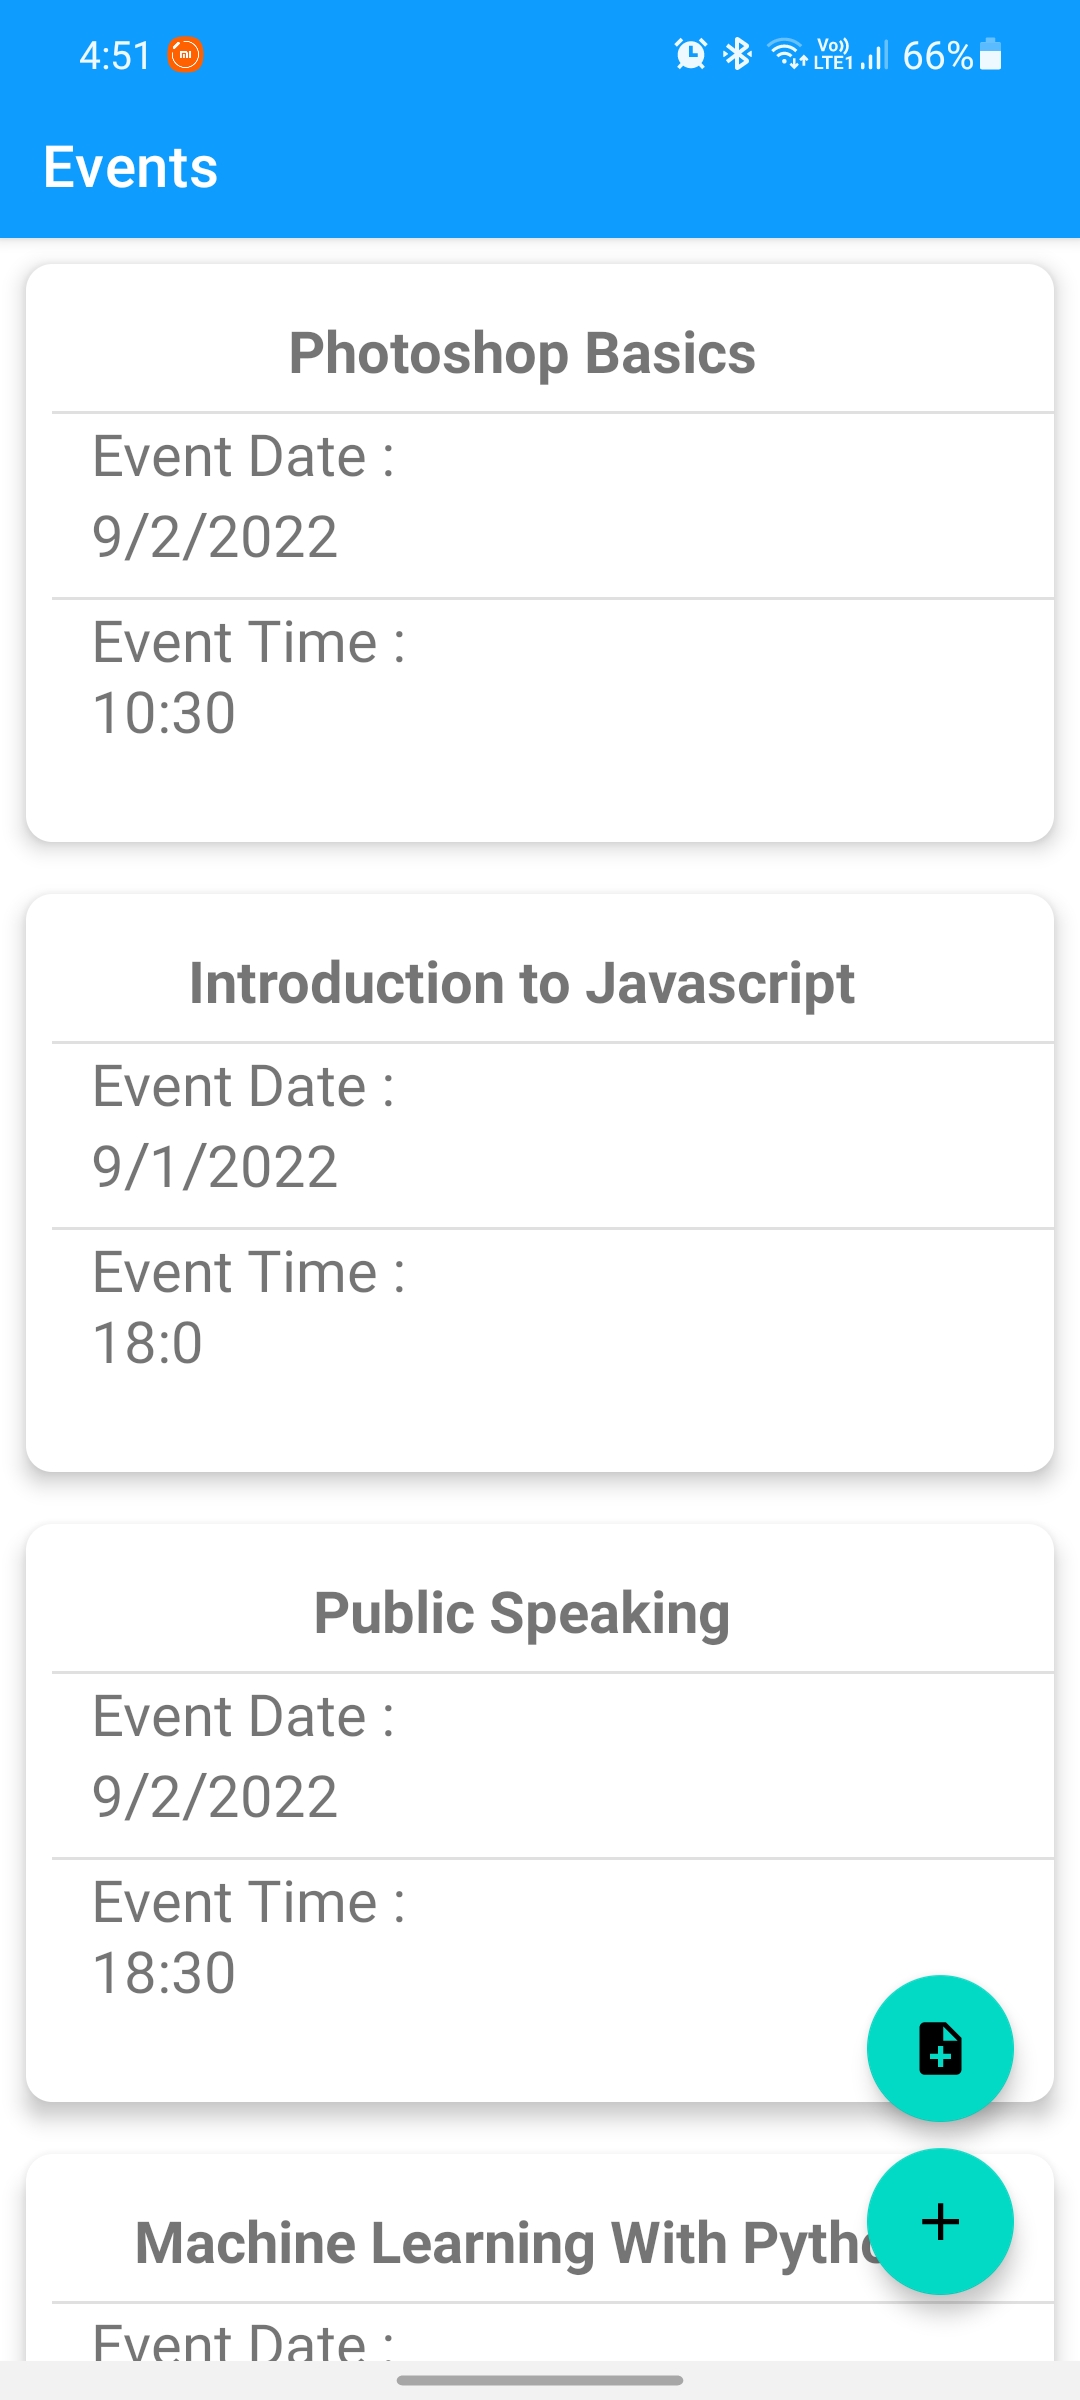 4:51
Vo))
LTE1
66%
Events
Photoshop Basics
Event Date :
9/2/2022
Event Time :
10:30
Introduction to Javascript
Event Date :
9/1/2022
Event Time :
18:0
Public Speaking
Event Date :
9/2/2022
Event Time :
18:30
Machine Learning With
Event Date :